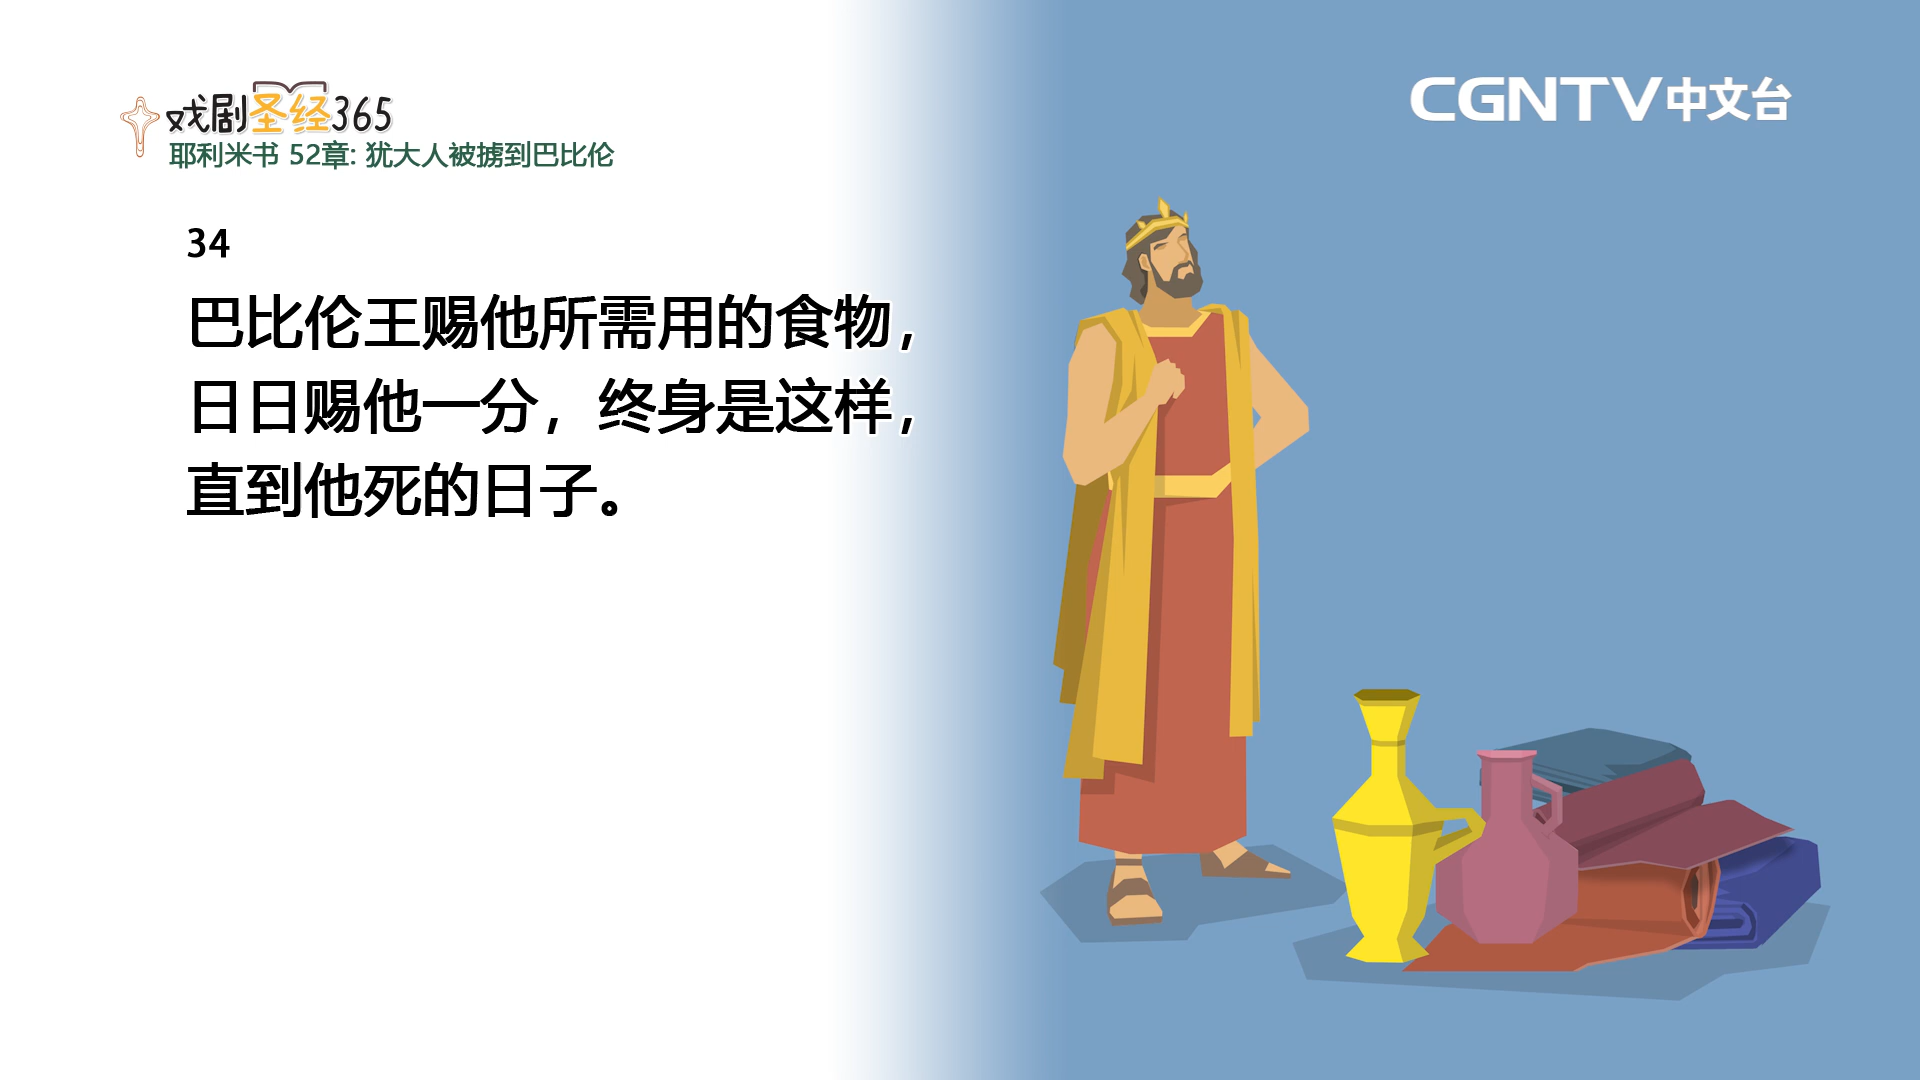 戏剧圣经365
CGNTV中文台
耶利米书 52章: 犹大人被掳到巴比伦
34
巴比伦王赐他所需用的食物，
日日赐他一分，终身是这样，
直到他死的日子。